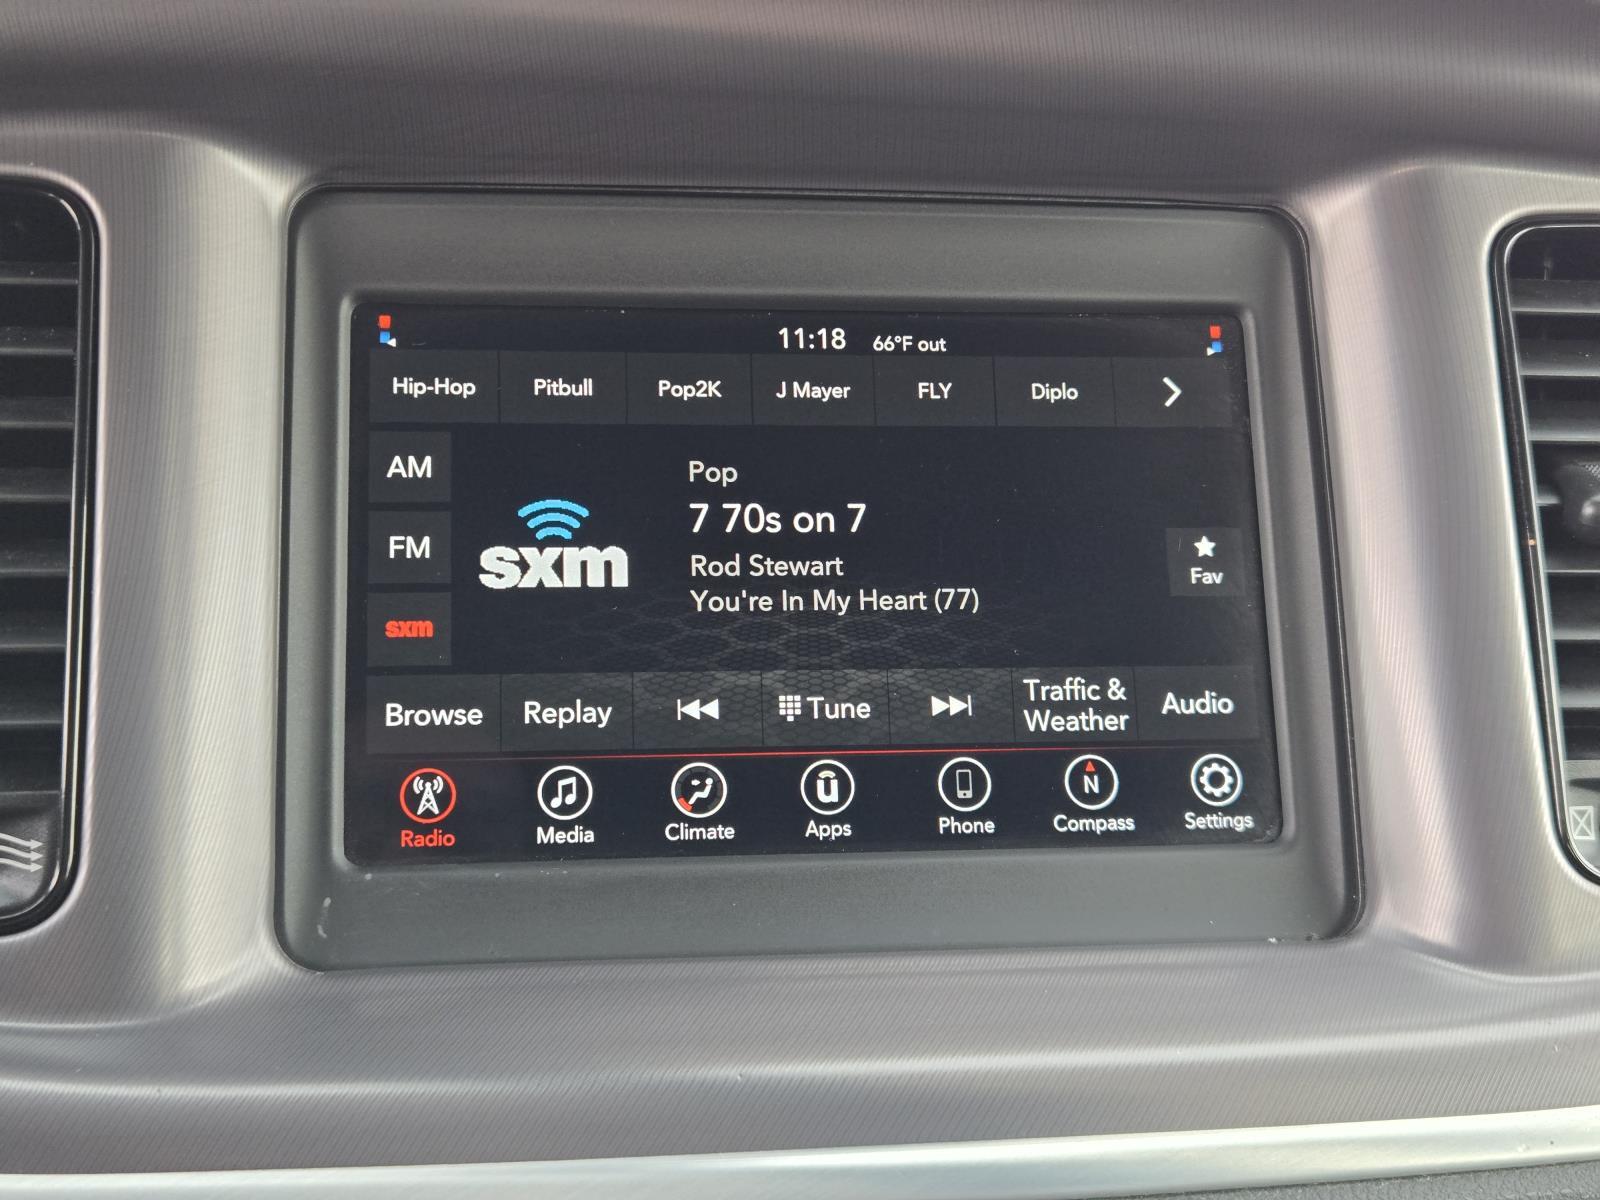 11:18 66°F out
Hip-Hop Pitbull Pop2K J Mayer FLY Diplo
AM
FM
sxm
sxm
Pop
7 70s on 7
Rod Stewart
You're In My Heart (77)
Fav
Browse Replay Tune Traffic & Weather Audio
Radio Media Climate Apps Phone Compass Settings
u
N